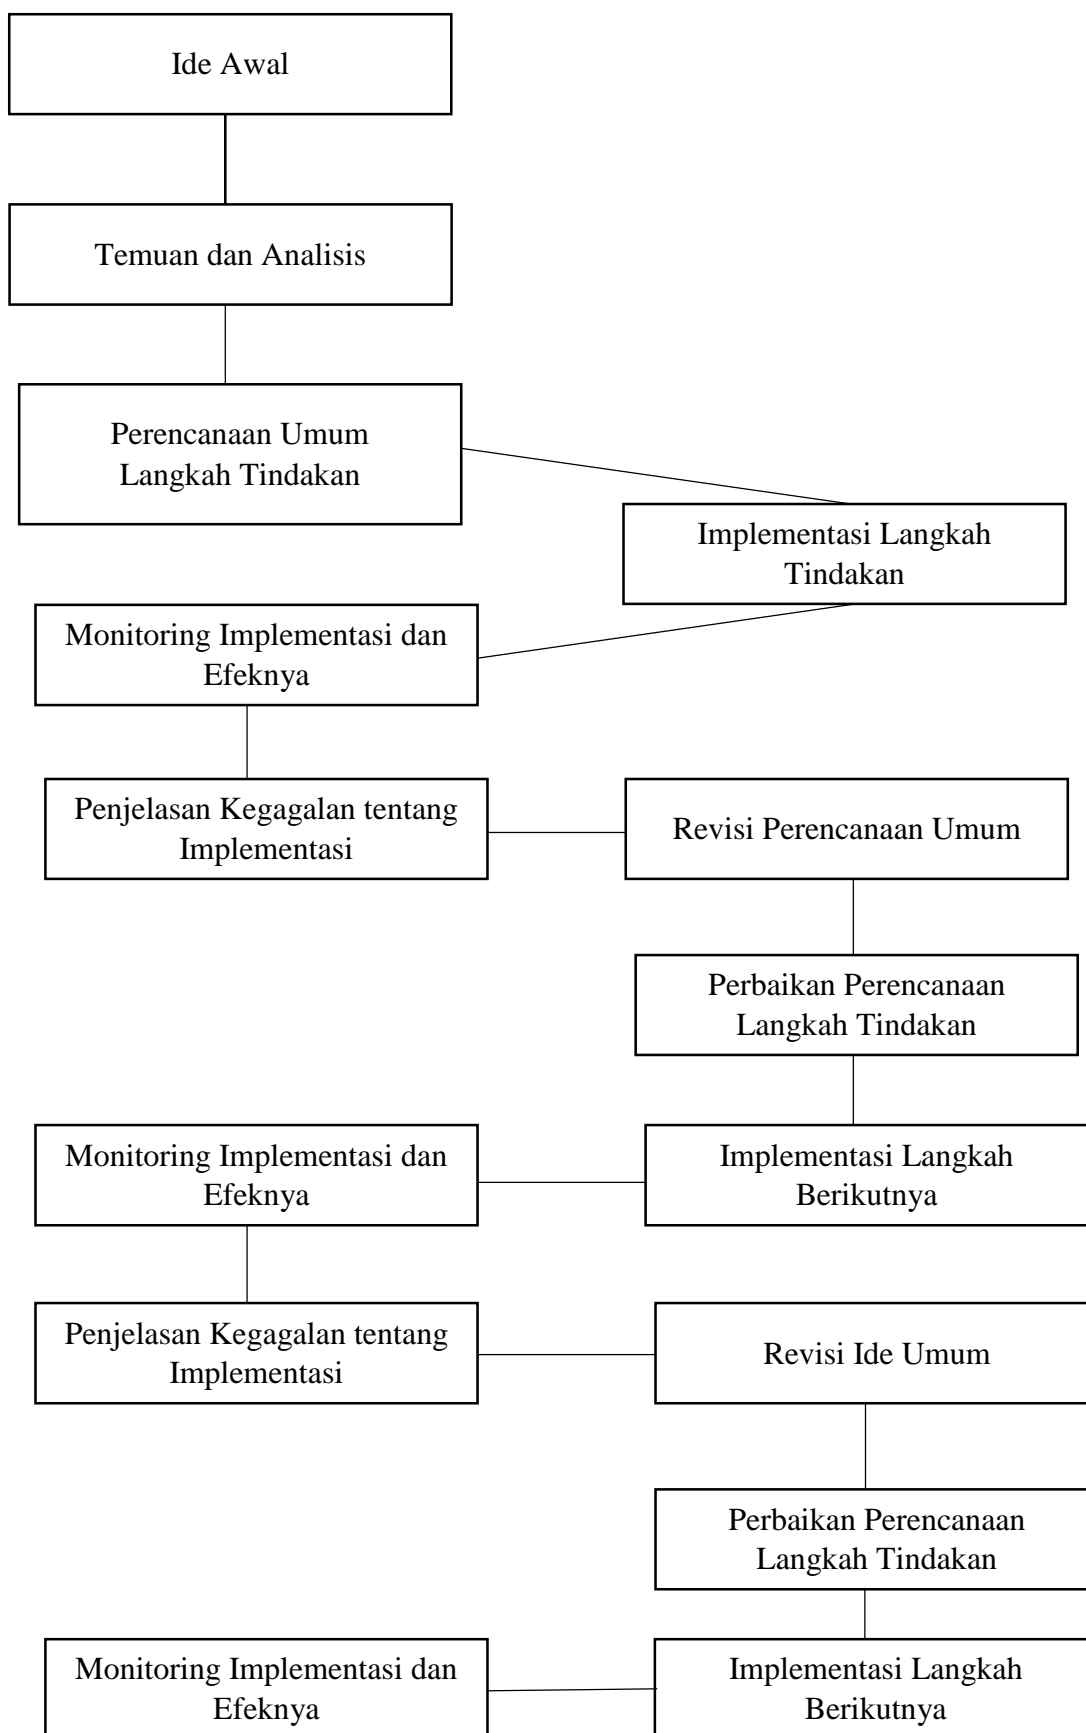 Ide Awal
Temuan dan Analisis
Perencanaan Umum
Langkah Tindakan
Implementasi Langkah
Tindakan
Monitoring Implementasi dan
Efeknya
Penjelasan Kegagalan tentang
Implementasi
Revisi Perencanaan Umum
Perbaikan Perencanaan
Langkah Tindakan
Implementasi Langkah
Berikutnya
Monitoring Implementasi dan
Efeknya
Penjelasan Kegagalan tentang
Implementasi
Revisi Ide Umum
Perbaikan Perencanaan
Langkah Tindakan
Implementasi Langkah
Berikutnya
Monitoring Implementasi dan
Efeknya